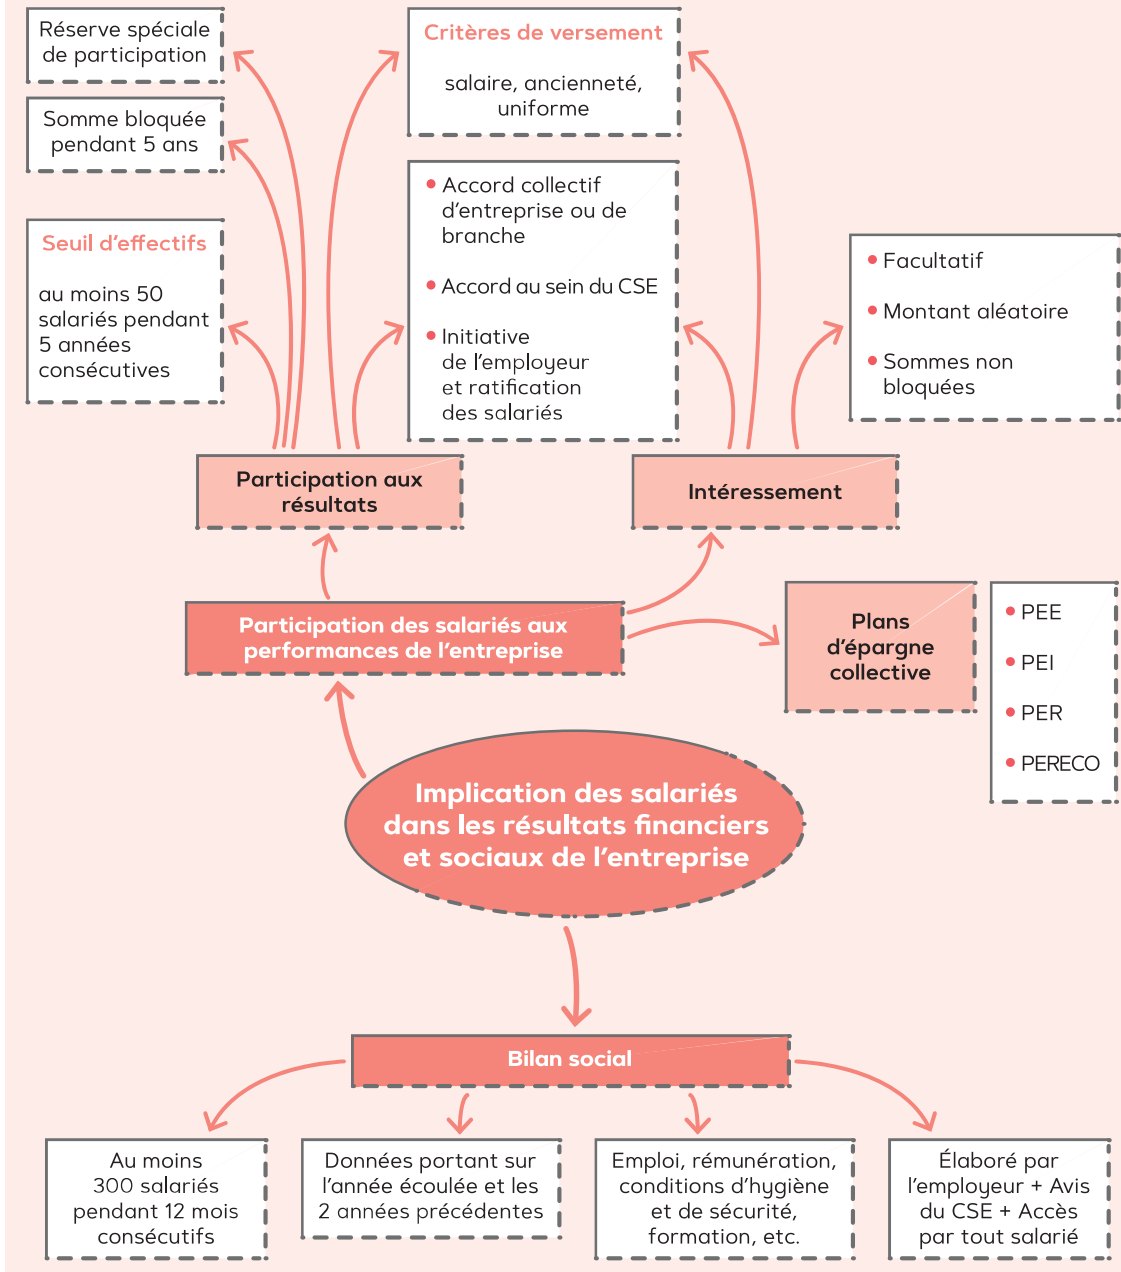 Réserve spéciale
de participation
Somme bloquée
pendant 5 ans
Seuil d'effectifs
au moins 50
salariés pendant
5 années
consécutives
Critères de versement
salaire, ancienneté,
uniforme
• Accord collectif
d'entreprise ou de
branche
• Accord au sein du CSE
• Initiative
de l'employeur
et ratification
des salariés
• Facultatif
• Montant aléatoire
• Sommes non
bloquées
Participation aux
résultats
Intéressement
Participation des salariés aux
performances de l'entreprise
Plans
d'épargne
collective
• PEE
• PEI
• PER
• PERECO
Implication des salariés
dans les résultats financiers
et sociaux de l'entreprise
Bilan social
Au moins
300 salariés
pendant 12 mois
consécutifs
Données portant sur
l'année écoulée et les
2 années précédentes
Emploi, rémunération,
conditions d'hygiène
et de sécurité,
formation, etc.
Élaboré par
l'employeur + Avis
du CSE + Accès
par tout salarié